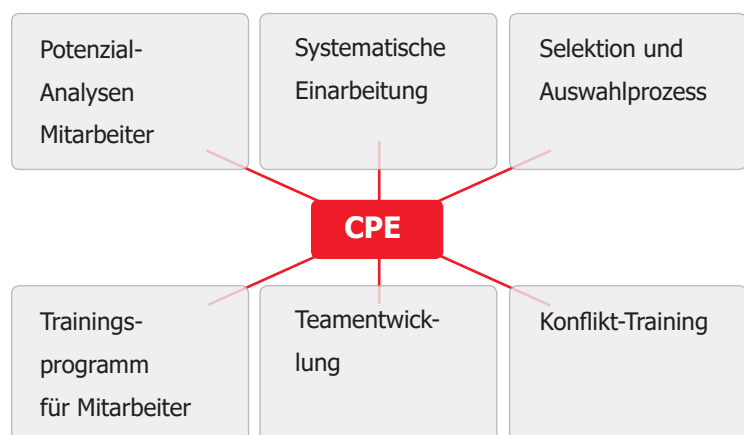 Potenzial-
Analysen
Mitarbeiter
Systematische
Einarbeitung
Selektion und
Auswahlprozess
CPE
Trainings-
programm
für Mitarbeiter
Teamentwick-
lung
Konflikt-Training